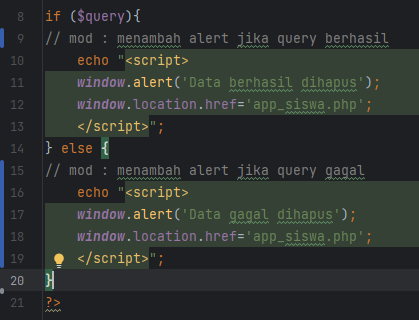 8 if ($query){
9 // mod : menambah alert jika query berhasil
10 echo "<script>
11 window.alert('Data berhasil dihapus');
12 window.location.href='app_siswa.php';
13 </script>";
14 } else {
15 // mod : menambah alert jika query gagal
16 echo "<script>
17 window.alert('Data gagal dihapus');
18 window.location.href='app_siswa.php';
19 </script>";
20 }
21 ?>